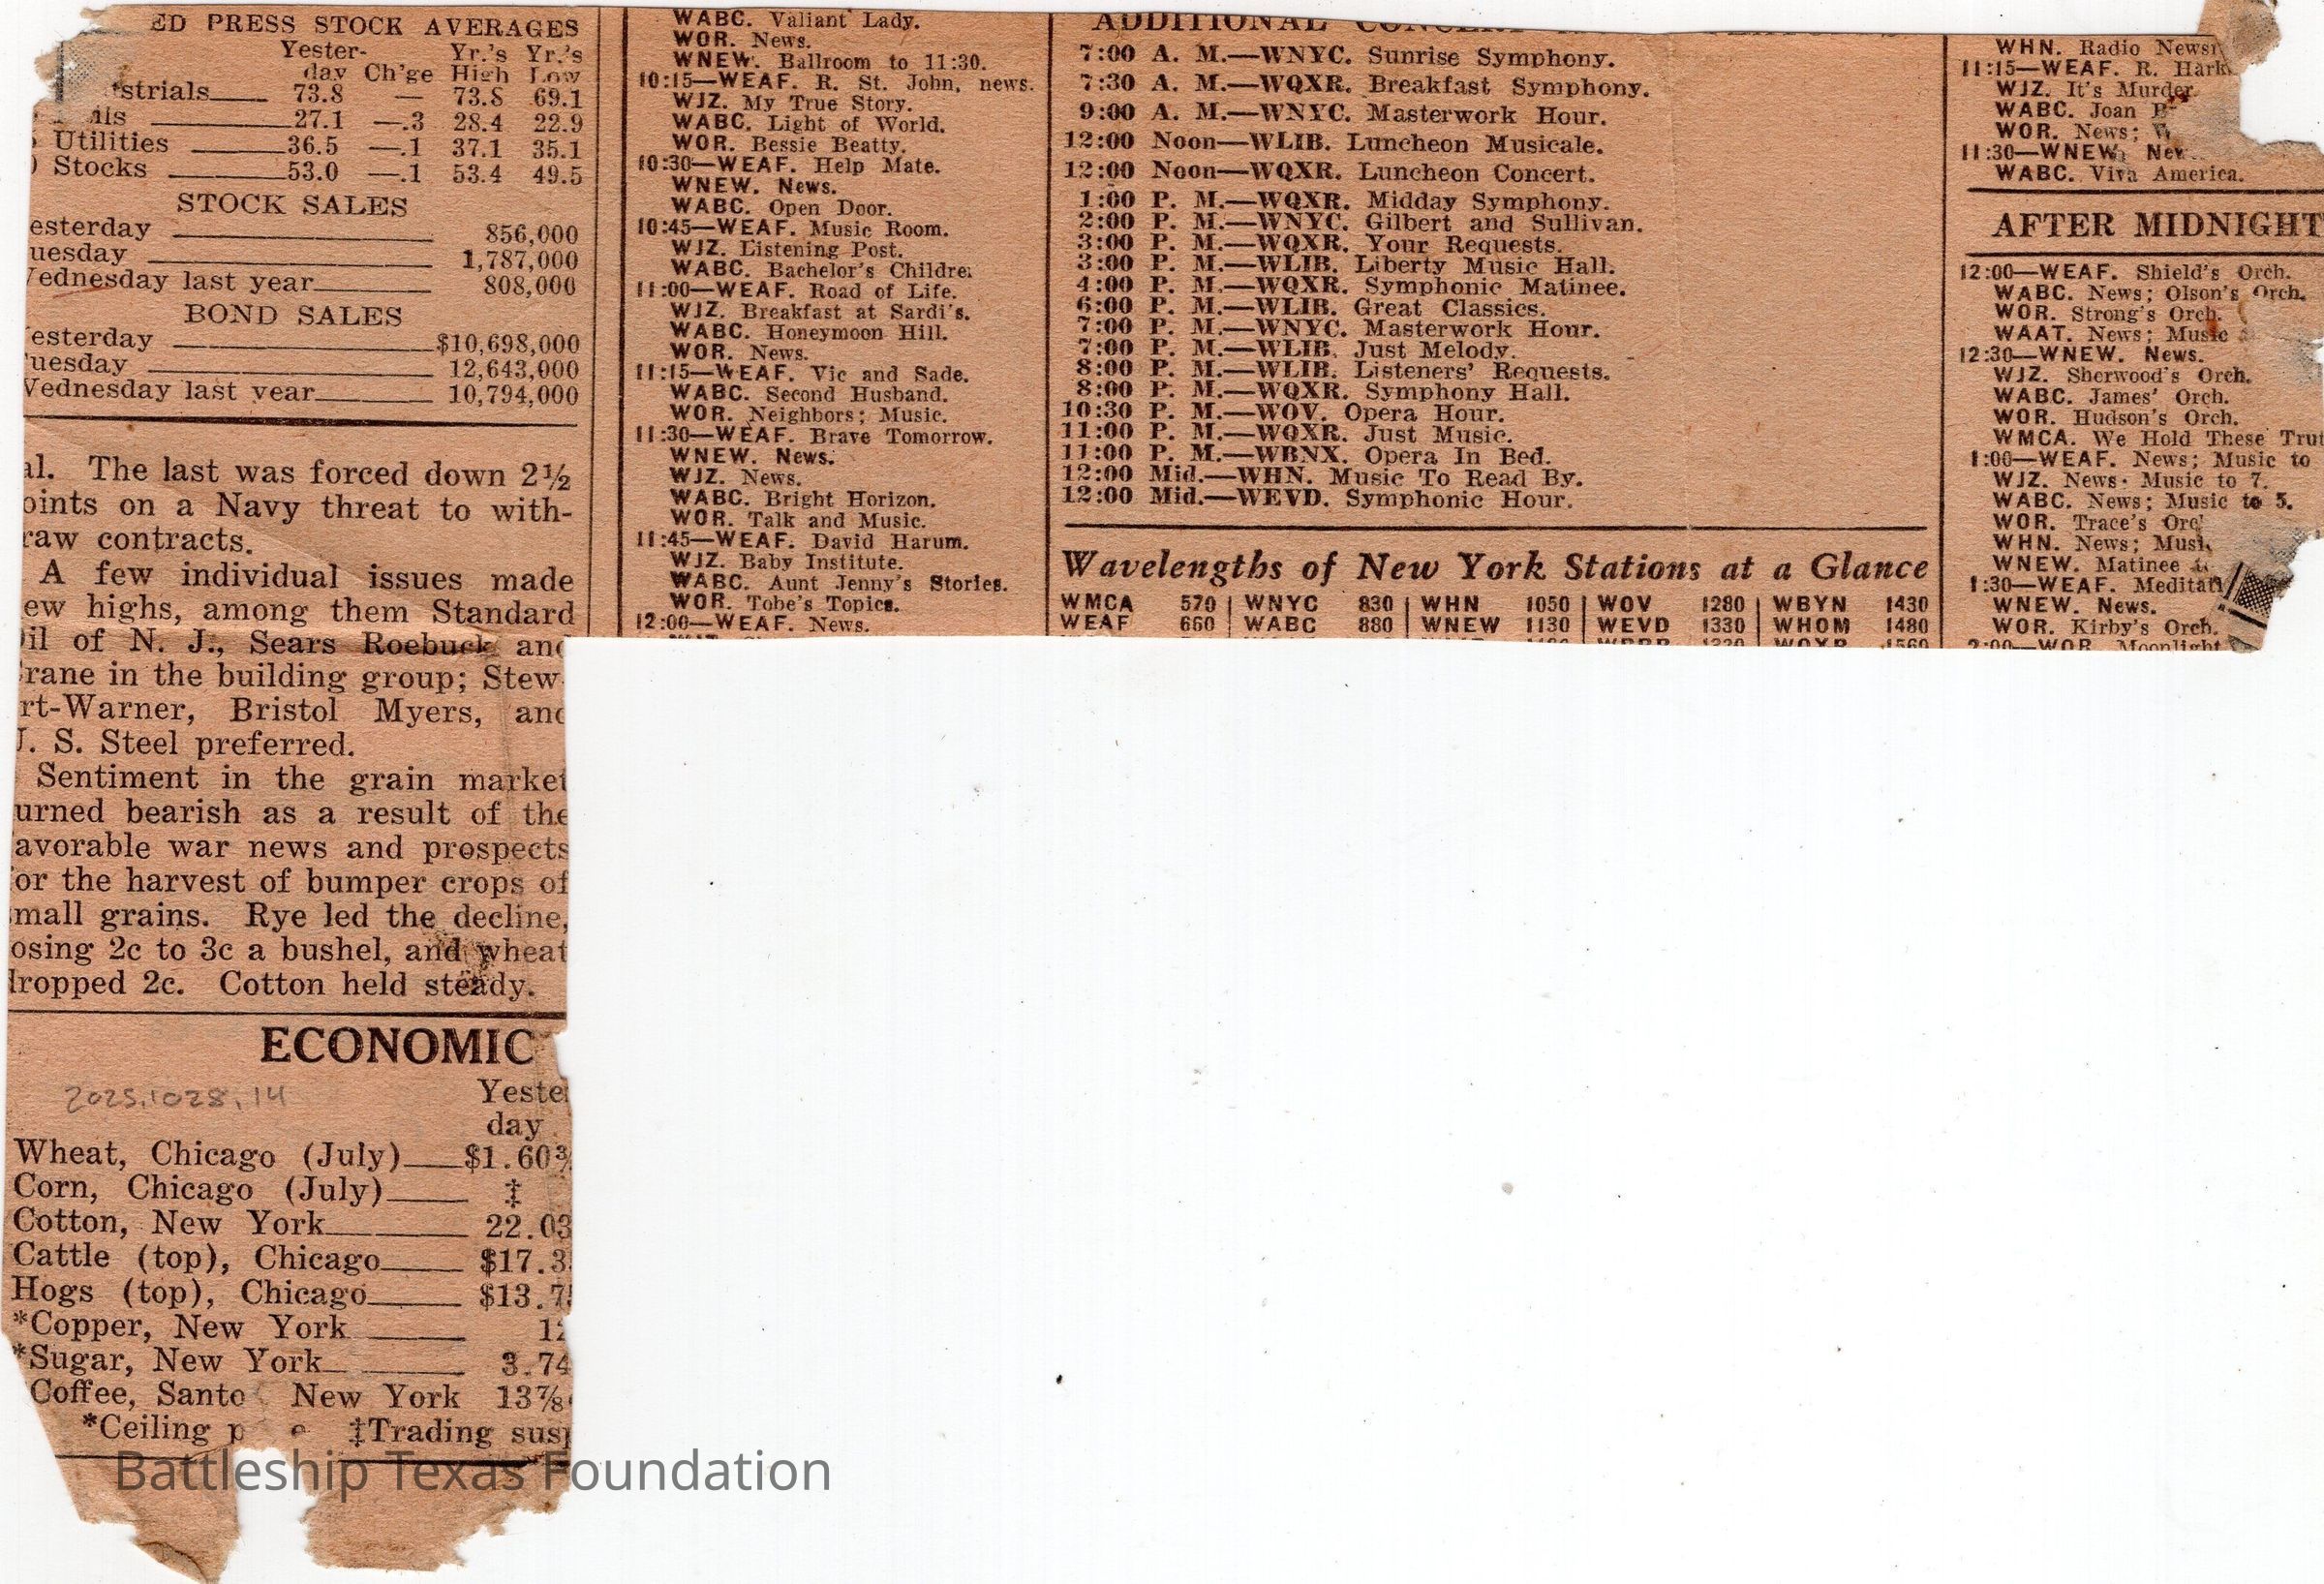 ED PRESS STOCK AVERAGES
Yester- Yr.'s Yr.'s
day Ch'ge High Low
strials 73.8 — 73.8 69.1
ils 27.1 —.3 28.4 22.9
Utilities 36.5 —.1 37.1 35.1
Stocks 53.0 —.1 53.4 49.5
STOCK SALES
esterday 856,000
uesday 1,787,000
ednesday last year 808,000
BOND SALES
esterday $10,698,000
uesday 12,643,000
Wednesday last year 10,794,000
al. The last was forced down 2½
oints on a Navy threat to with-
raw contracts.
A few individual issues made
ew highs, among them Standard
il of N. J., Sears Roebuck and
rane in the building group; Stew-
rt-Warner, Bristol Myers, and
U. S. Steel preferred.
Sentiment in the grain market
urned bearish as a result of the
avorable war news and prospects
or the harvest of bumper crops of
mall grains. Rye led the decline,
osing 2c to 3c a bushel, and wheat
dropped 2c. Cotton held steady.
ECONOMIC
2025.1028.14
Yeste
day
Wheat, Chicago (July) $1.60¾
Corn, Chicago (July) ‡
Cotton, New York 22.03
Cattle (top), Chicago $17.3
Hogs (top), Chicago $13.7
*Copper, New York 12
*Sugar, New York 3.74
Coffee, Santo New York 13⅞
*Ceiling p e ‡Trading susp
Battleship Texas Foundation
WABC. Valiant Lady.
WOR. News.
WNEW. Ballroom to 11:30.
10:15—WEAF. R. St. John, news.
WJZ. My True Story.
WABC. Light of World.
WOR. Bessie Beatty.
10:30—WEAF. Help Mate.
WNEW. News.
WABC. Open Door.
10:45—WEAF. Music Room.
WJZ. Listening Post.
WABC. Bachelor's Children
11:00—WEAF. Road of Life.
WJZ. Breakfast at Sardi's.
WABC. Honeymoon Hill.
WOR. News.
11:15—WEAF. Vic and Sade.
WABC. Second Husband.
WOR. Neighbors; Music.
11:30—WEAF. Brave Tomorrow.
WNEW. News.
WJZ. News.
WABC. Bright Horizon.
WOR. Talk and Music.
11:45—WEAF. David Harum.
WJZ. Baby Institute.
WABC. Aunt Jenny's Stories.
WOR. Tobe's Topics.
12:00—WEAF. News.
ADDITIONAL CONCERT
7:00 A. M.—WNYC. Sunrise Symphony.
7:30 A. M.—WQXR. Breakfast Symphony.
9:00 A. M.—WNYC. Masterwork Hour.
12:00 Noon—WLIB. Luncheon Musicale.
12:00 Noon—WQXR. Luncheon Concert.
1:00 P. M.—WQXR. Midday Symphony.
2:00 P. M.—WNYC. Gilbert and Sullivan.
3:00 P. M.—WQXR. Your Requests.
3:00 P. M.—WLIB. Liberty Music Hall.
4:00 P. M.—WQXR. Symphonic Matinee.
6:00 P. M.—WLIB. Great Classics.
7:00 P. M.—WNYC. Masterwork Hour.
7:00 P. M.—WLIB. Just Melody.
8:00 P. M.—WLIB. Listeners' Requests.
8:00 P. M.—WQXR. Symphony Hall.
10:30 P. M.—WOV. Opera Hour.
11:00 P. M.—WQXR. Just Music.
11:00 P. M.—WBNX. Opera In Bed.
12:00 Mid.—WHN. Music To Read By.
12:00 Mid.—WEVD. Symphonic Hour.
Wavelengths of New York Stations at a Glance
WMCA 570 | WNYC 830 | WHN 1050 | WOV 1280 | WBYN 1430
WEAF 660 | WABC 880 | WNEW 1130 | WEVD 1330 | WHOM 1480
WQXR 1560
WHN. Radio Newsr
11:15—WEAF. R. Hark
WJZ. It's Murder.
WABC. Joan B
WOR. News;
11:30—WNEW. New
WABC. Viva America.
AFTER MIDNIGHT
12:00—WEAF. Shield's Orch.
WABC. News; Olson's Orch.
WOR. Strong's Orch.
WAAT. News; Music
12:30—WNEW. News.
WJZ. Sherwood's Orch.
WABC. James' Orch.
WOR. Hudson's Orch.
WMCA. We Hold These Trut
1:00—WEAF. News; Music to
WJZ. News; Music to 7.
WABC. News; Music to 5.
WOR. Trace's Orc
WHN. News; Musi
WNEW. Matinee
1:30—WEAF. Meditati
WNEW. News.
WOR. Kirby's Orch.
2:00—WOR. Moonlight